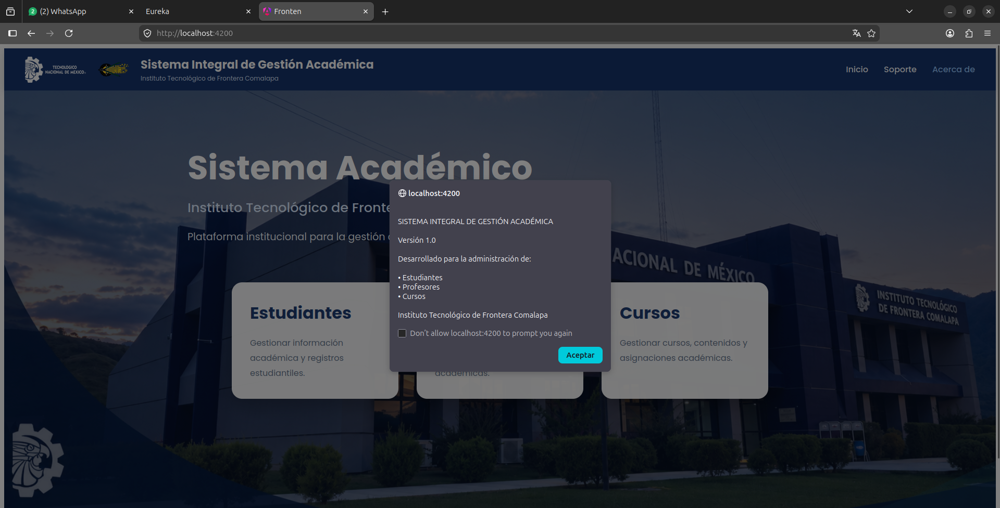 2
(2) WhatsApp
Eureka
Fronten
http://localhost:4200
TECNOLÓGICO
NACIONAL DE MÉXICO
Sistema Integral de Gestión Académica
Instituto Tecnológico de Frontera Comalapa
Inicio
Soporte
Acerca de
Sistema Académico
Instituto Tecnológico de Fronte
Plataforma institucional para la gestión
localhost:4200
SISTEMA INTEGRAL DE GESTIÓN ACADÉMICA
Versión 1.0
Desarrollado para la administración de:
• Estudiantes
• Profesores
• Cursos
Instituto Tecnológico de Frontera Comalapa
Don’t allow localhost:4200 to prompt you again
Aceptar
ACIONAL DE MÉXICO
INSTITUTO TECNOLÓGICO
DE FRONTERA COMALAPA
Estudiantes
Gestionar información
académica y registros
estudiantiles.
académicas.
Cursos
Gestionar cursos, contenidos y
asignaciones académicas.